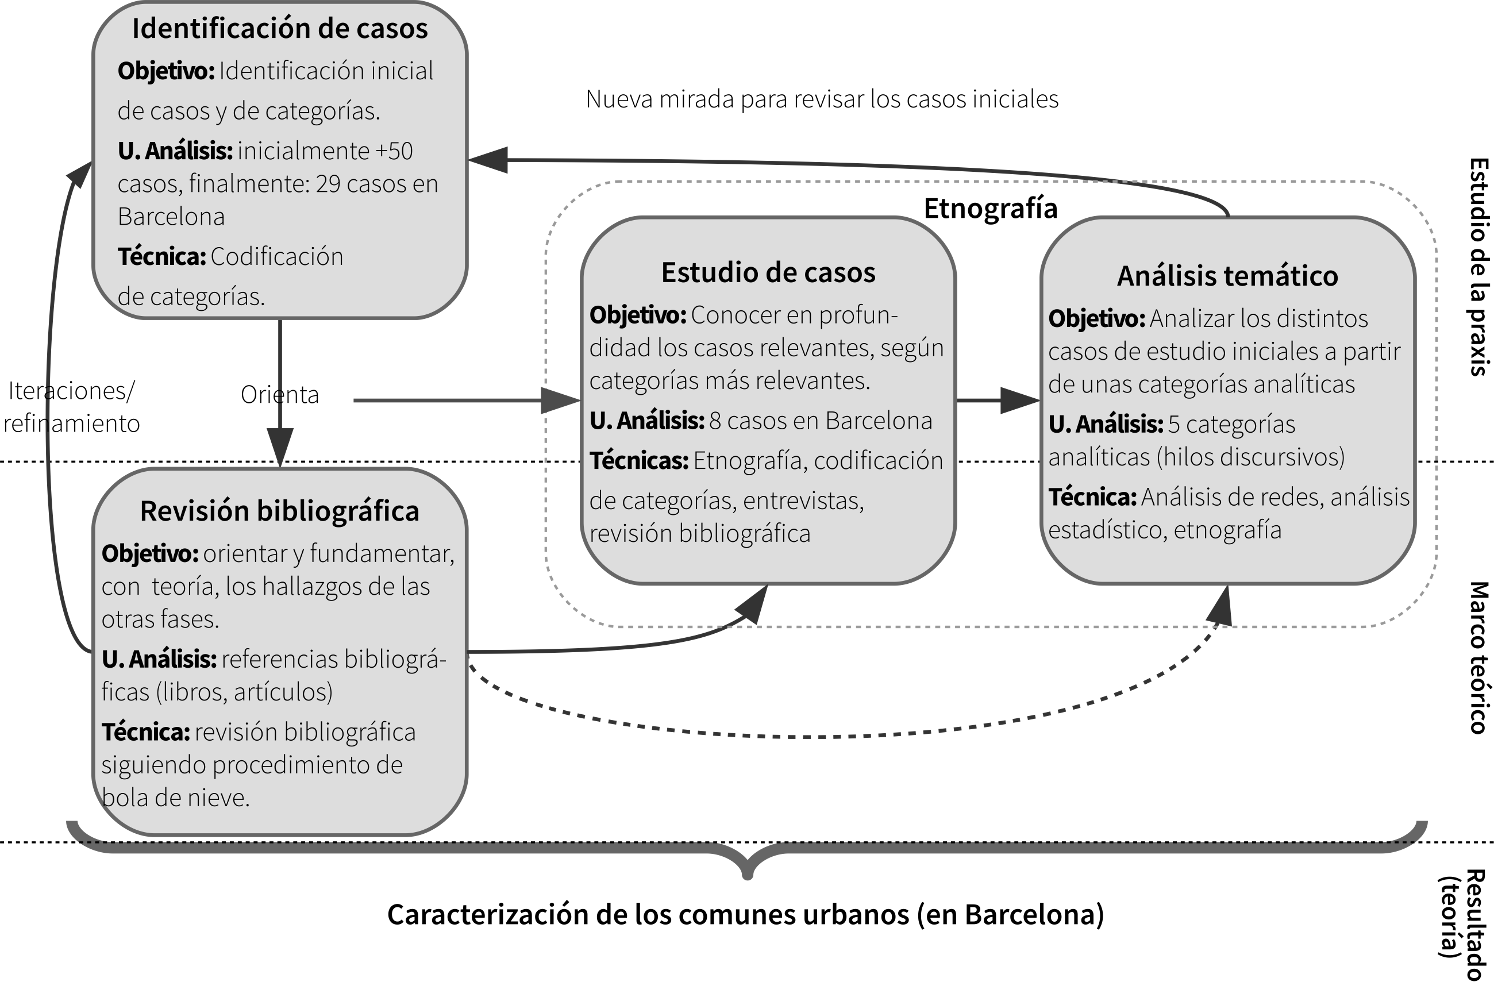 Identificación de casos
Objetivo: Identificación inicial
de casos y de categorías.
U. Análisis: inicialmente +50
casos, finalmente: 29 casos en
Barcelona
Técnica: Codificación
de categorías.
Nueva mirada para revisar los casos iniciales
Iteraciones/
refinamiento
Orienta
Etnografía
Estudio de casos
Objetivo: Conocer en profun-
didad los casos relevantes, según
categorías más relevantes.
U. Análisis: 8 casos en Barcelona
Técnicas: Etnografía, codificación
de categorías, entrevistas,
revisión bibliográfica
Análisis temático
Objetivo: Analizar los distintos
casos de estudio iniciales a partir
de unas categorías analíticas
U. Análisis: 5 categorías
analíticas (hilos discursivos)
Técnica: Análisis de redes, análisis
estadístico, etnografía
Revisión bibliográfica
Objetivo: orientar y fundamentar,
con teoría, los hallazgos de las
otras fases.
U. Análisis: referencias bibliográ-
ficas (libros, artículos)
Técnica: revisión bibliográfica
siguiendo procedimiento de
bola de nieve.
Estudio de la praxis
Marco teórico
Resultado
(teoría)
Caracterización de los comunes urbanos (en Barcelona)